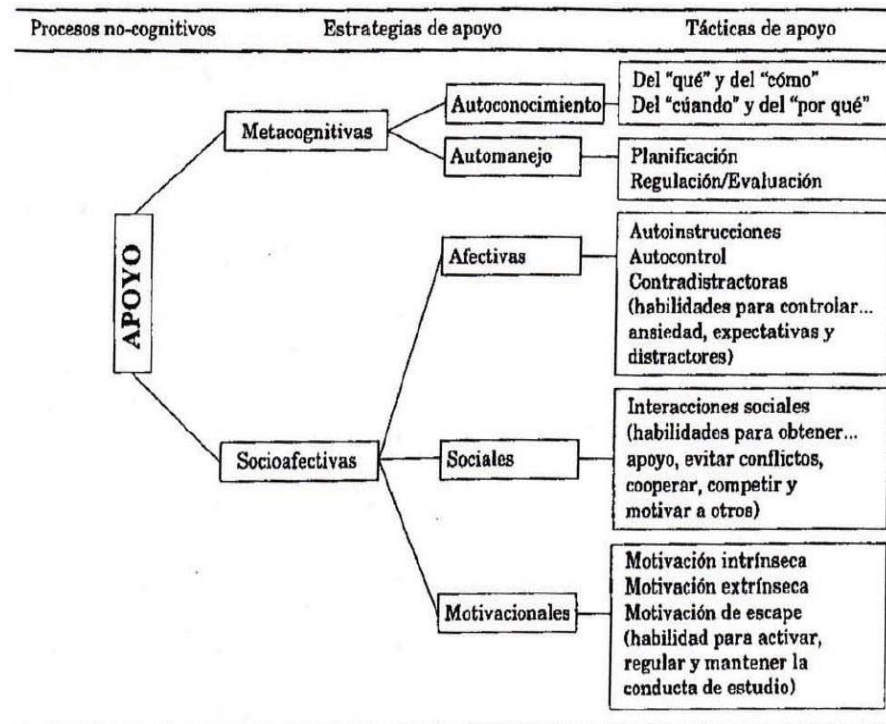 Procesos no-cognitivos Estrategias de apoyo Tácticas de apoyo
APOYO
Metacognitivas
Autoconocimiento
Del "qué" y del "cómo"
Del "cúando" y del "por qué"
Automanejo
Planificación
Regulación/Evaluación
Socioafectivas
Afectivas
Autoinstrucciones
Autocontrol
Contradistractoras
(habilidades para controlar...
ansiedad, expectativas y
distractores)
Sociales
Interacciones sociales
(habilidades para obtener...
apoyo, evitar conflictos,
cooperar, competir y
motivar a otros)
Motivacionales
Motivación intrínseca
Motivación extrínseca
Motivación de escape
(habilidad para activar,
regular y mantener la
conducta de estudio)